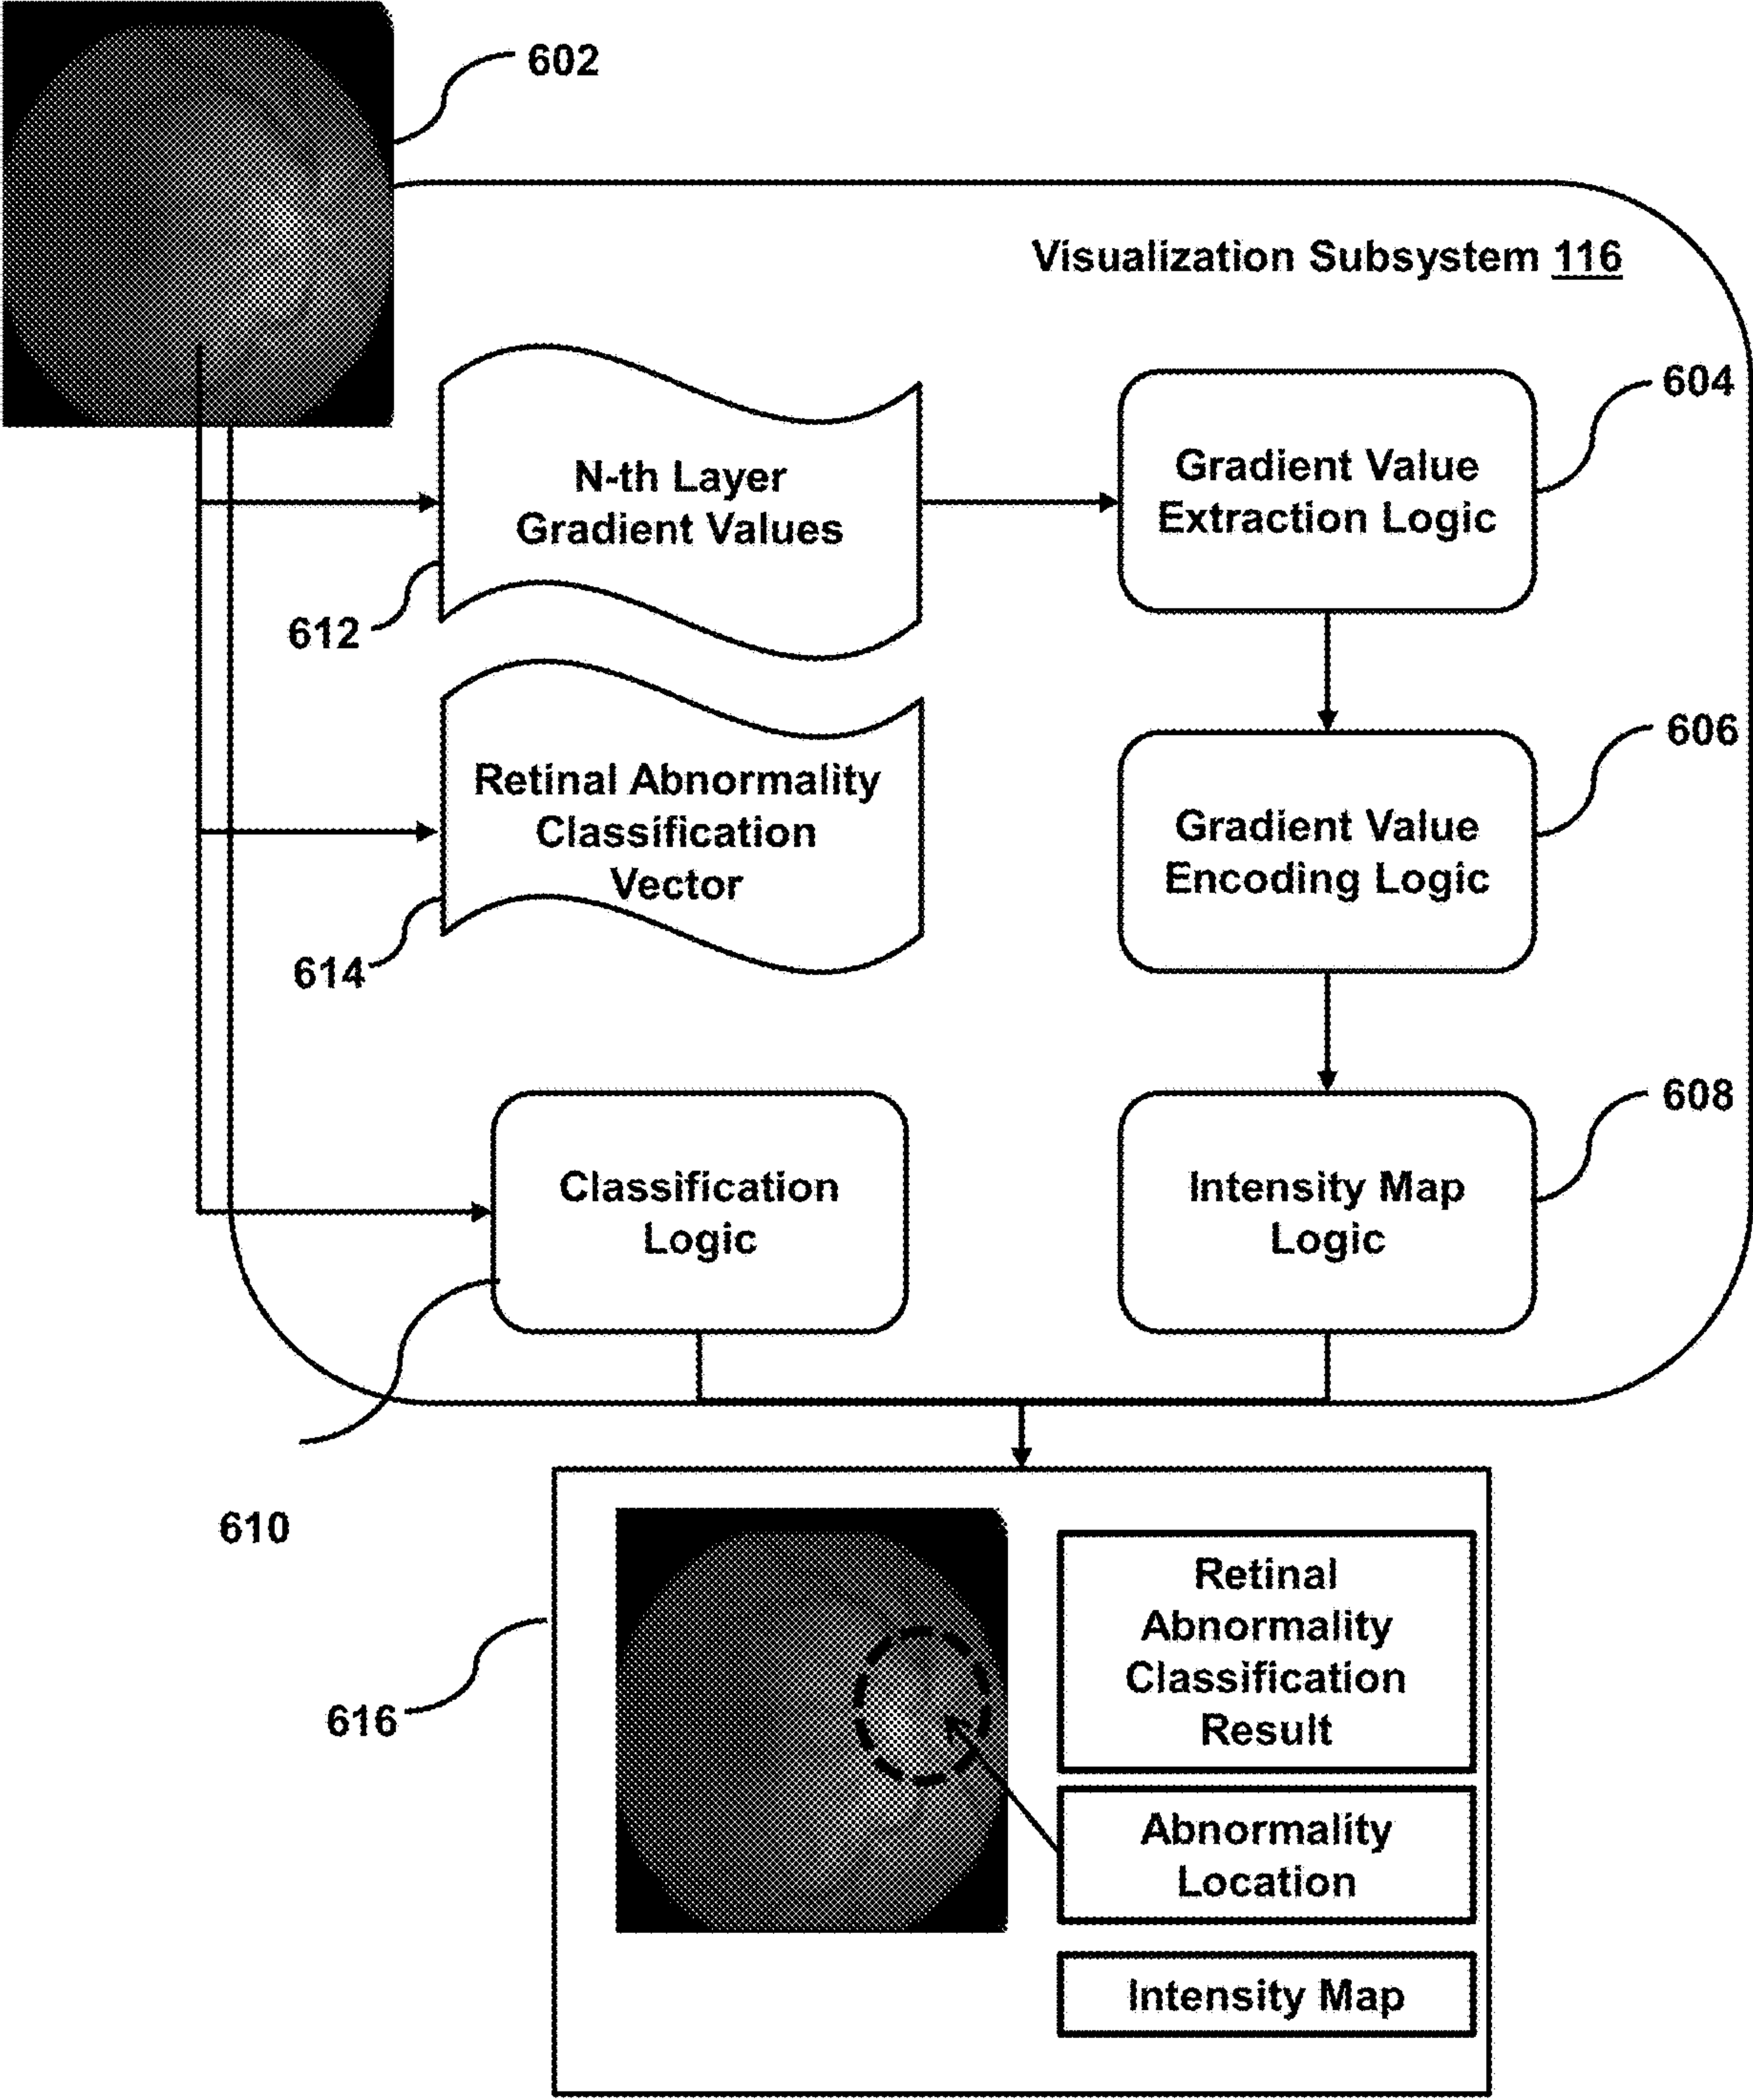 602
Visualization Subsystem 116
604
N-th Layer
Gradient Values
Gradient Value
Extraction Logic
612
606
Retinal Abnormality
Classification
Vector
Gradient Value
Encoding Logic
614
608
Classification
Logic
Intensity Map
Logic
610
Retinal
Abnormality
Classification
Result
616
Abnormality
Location
Intensity Map